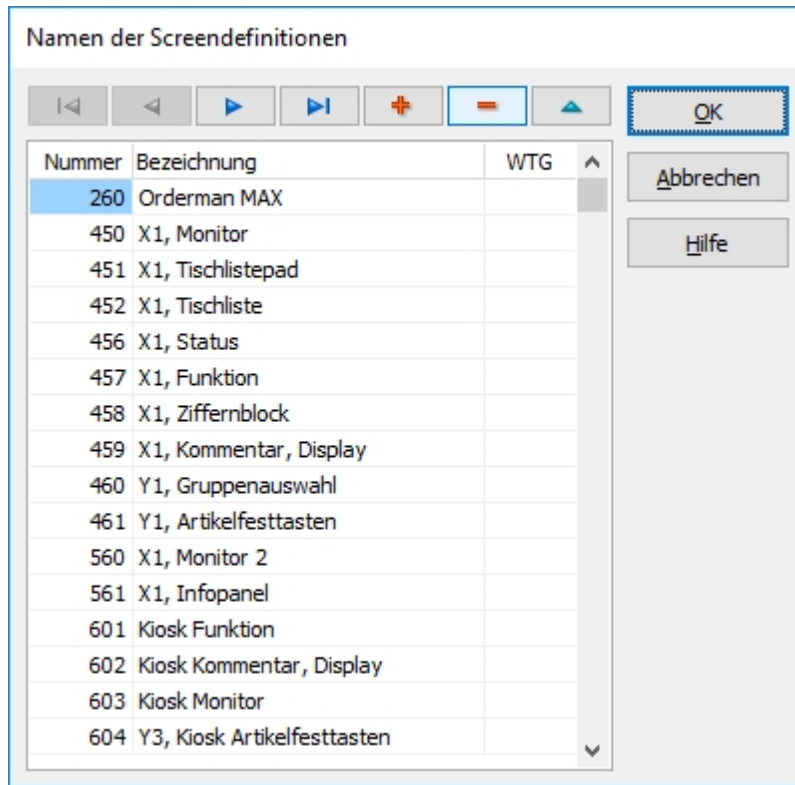 Namen der Screendefinitionen
OK
Abbrechen
Hilfe
Nummer Bezeichnung WTG
260 Orderman MAX
450 X1, Monitor
451 X1, Tischlistepad
452 X1, Tischliste
456 X1, Status
457 X1, Funktion
458 X1, Ziffernblock
459 X1, Kommentar, Display
460 Y1, Gruppenauswahl
461 Y1, Artikelfesttasten
560 X1, Monitor 2
561 X1, Infopanel
601 Kiosk Funktion
602 Kiosk Kommentar, Display
603 Kiosk Monitor
604 Y3, Kiosk Artikelfesttasten